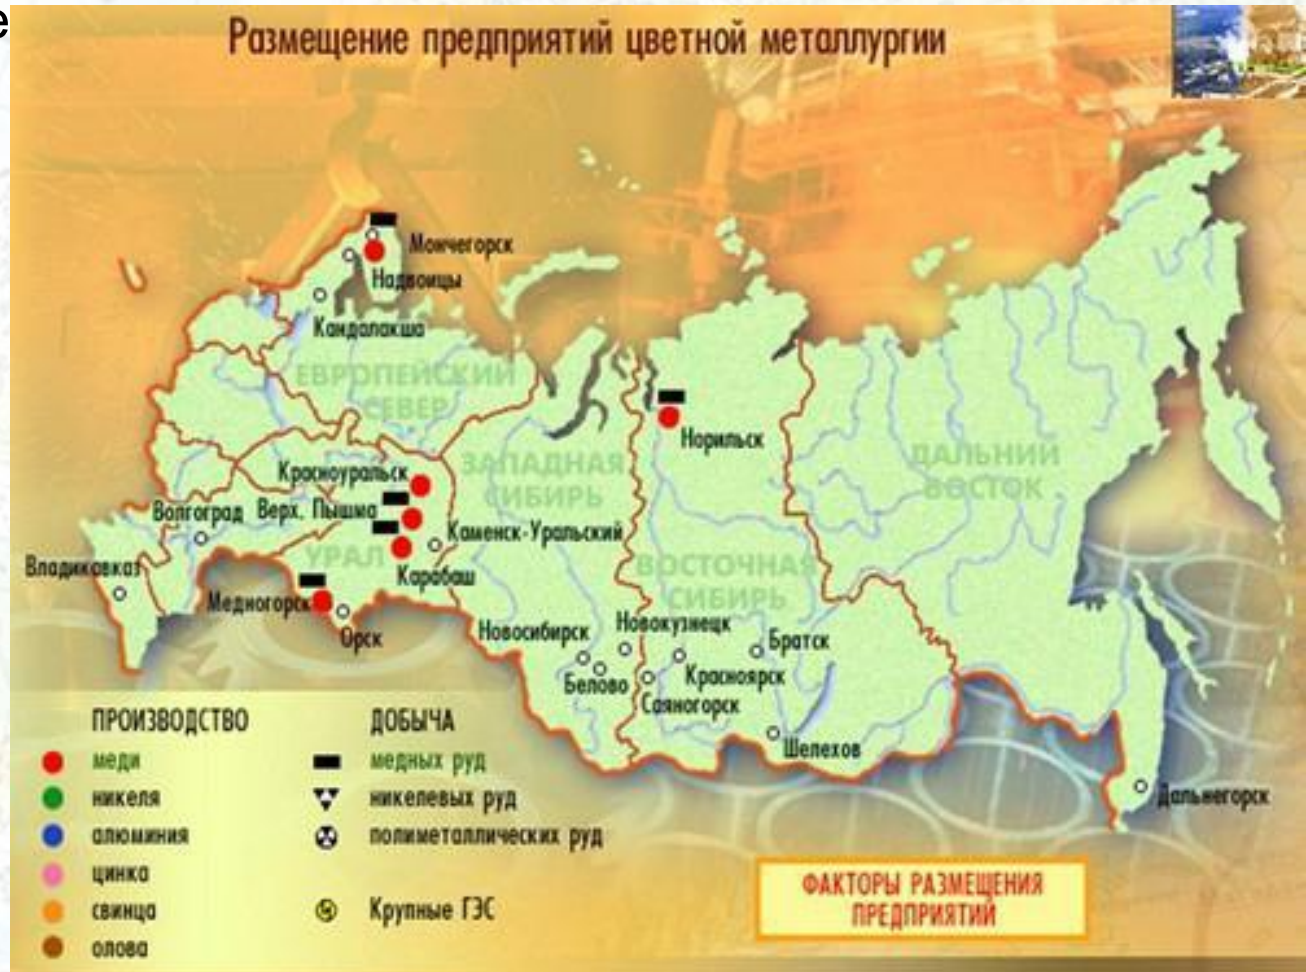 е
Размещение предприятий цветной металлургии
Мончегорск
Надвоицы
Кандалакша
ЕВРОПЕЙСКИЙ
СЕВЕР
Норильск
ЗАПАДНАЯ
СИБИРЬ
ДАЛЬНИЙ
ВОСТОК
Красноуральск
Волгоград
Верх. Пышма
Каменск-Уральский
УРАЛ
Владикавказ
Карабаш
ВОСТОЧНАЯ
СИБИРЬ
Медногорск
Орск
Новосибирск
Новокузнецк
Братск
Белово
Красноярск
Саяногорск
Шелехов
Дальнегорск
ПРОИЗВОДСТВО
меди
никеля
алюминия
цинка
свинца
олова
ДОБЫЧА
медных руд
никелевых руд
полиметаллических руд
Крупные ГЭС
ФАКТОРЫ РАЗМЕЩЕНИЯ
ПРЕДПРИЯТИЙ